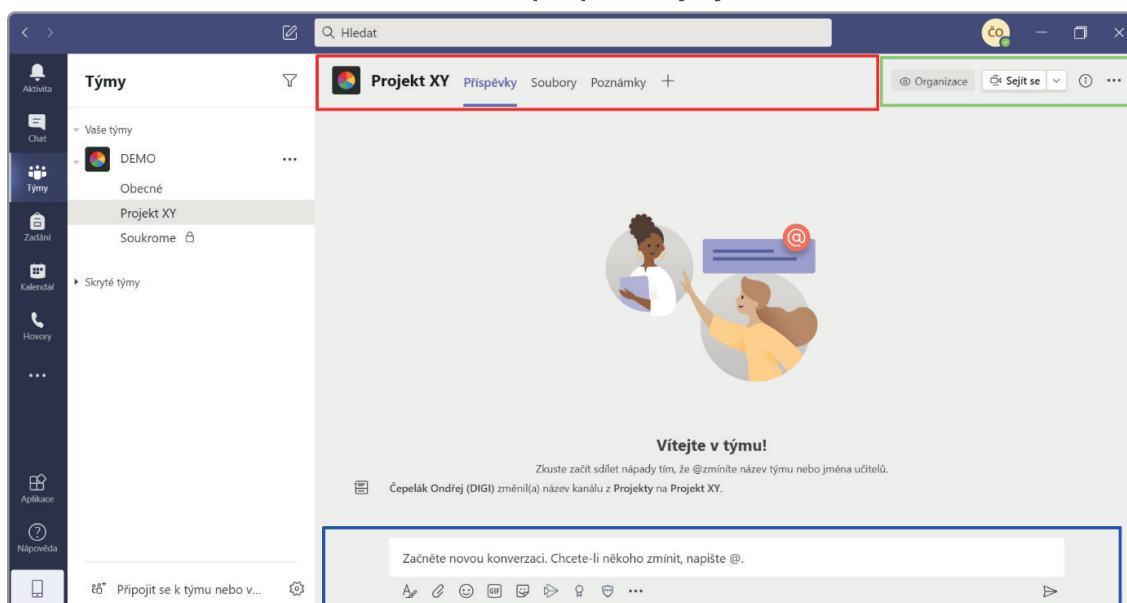 Hledat
ČO
Aktivita
Chat
Týmy
Zadání
Kalendář
Hovory
Aplikace
Nápověda
Týmy
Vaše týmy
DEMO
Obecné
Projekt XY
Soukrome
Skryté týmy
Připojit se k týmu nebo v...
Projekt XY Příspěvky Soubory Poznámky +
Organizace Sejít se
Vítejte v týmu!
Zkuste začít sdílet nápady tím, že @zmíníte název týmu nebo jména učitelů.
Čepelák Ondřej (DIGI) změnil(a) název kanálu z Projekty na Projekt XY.
Začněte novou konverzaci. Chcete-li někoho zmínit, napište @.
GIF